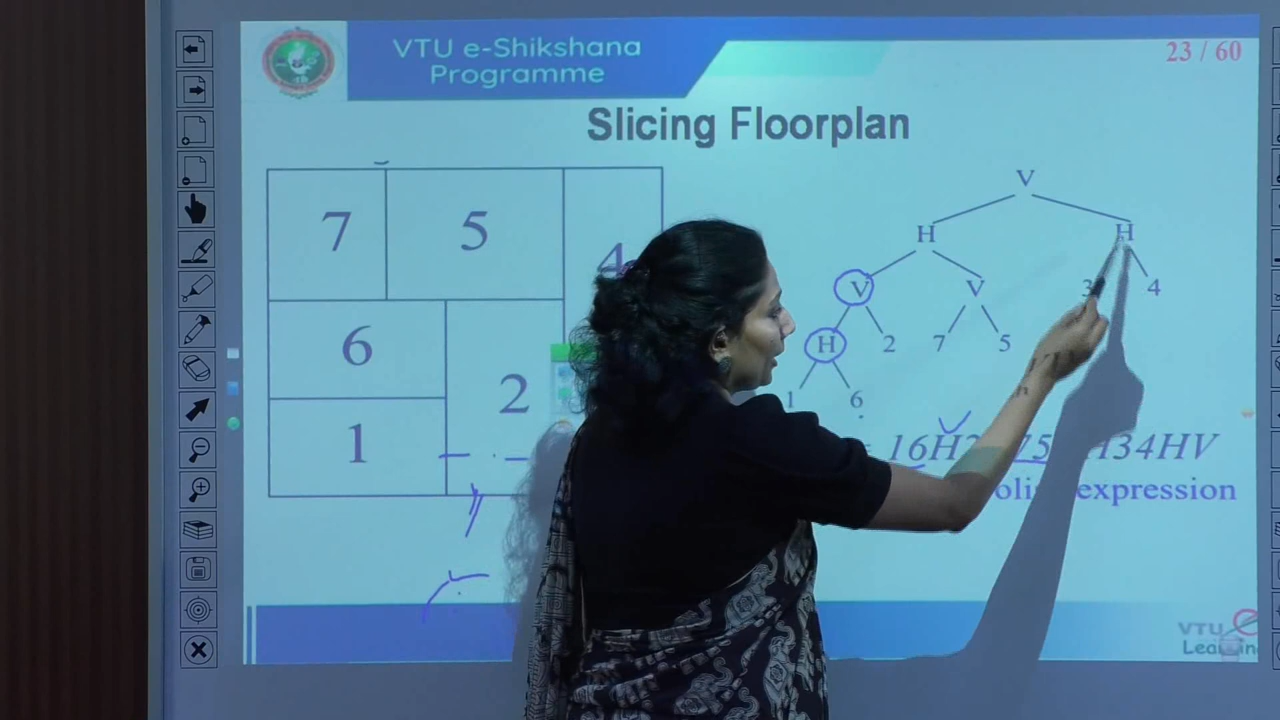 VTU e-Shikshana
Programme
23 / 60
Slicing Floorplan
7 5 4
6
2
1
V
H H
V V 3 4
H 2 7 5
1 6
16H 75 H34HV
expression
VTU